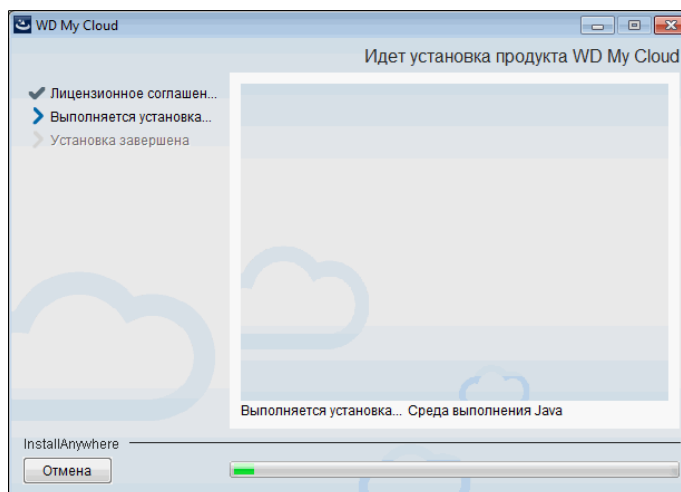 WD My Cloud
Идет установка продукта WD My Cloud
Лицензионное соглашен...
Выполняется установка...
Установка завершена
Выполняется установка... Среда выполнения Java
InstallAnywhere
Отмена